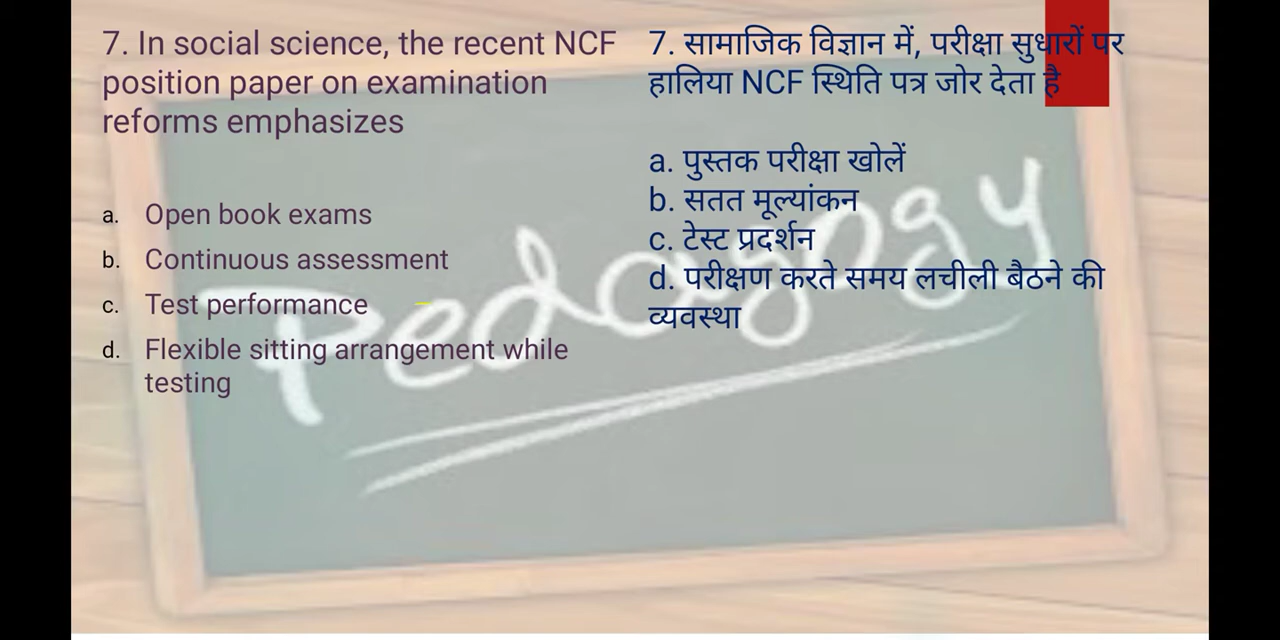 7. In social science, the recent NCF
position paper on examination
reforms emphasizes
a. Open book exams
b. Continuous assessment
c. Test performance
d. Flexible sitting arrangement while
testing
7. सामाजिक विज्ञान में, परीक्षा सुधारों पर
हालिया NCF स्थिति पत्र जोर देता है
a. पुस्तक परीक्षा खोलें
b. सतत मूल्यांकन
c. टेस्ट प्रदर्शन
d. परीक्षण करते समय लचीली बैठने की
व्यवस्था
Pedagogy